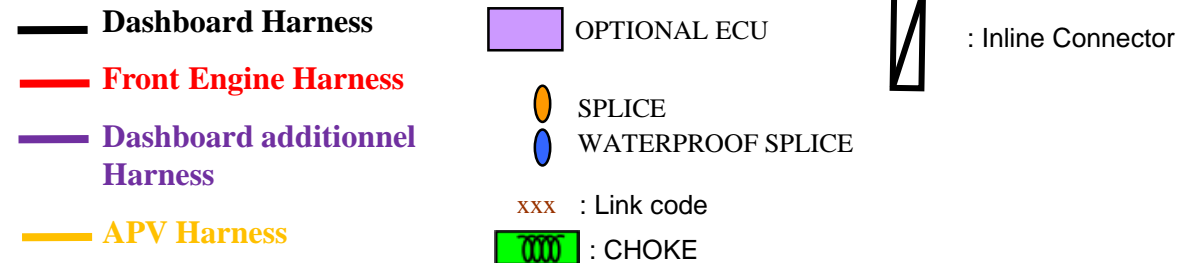 Dashboard Harness
Front Engine Harness
Dashboard additionnel
Harness
APV Harness
OPTIONAL ECU
SPLICE
WATERPROOF SPLICE
xxx : Link code
: CHOKE
: Inline Connector